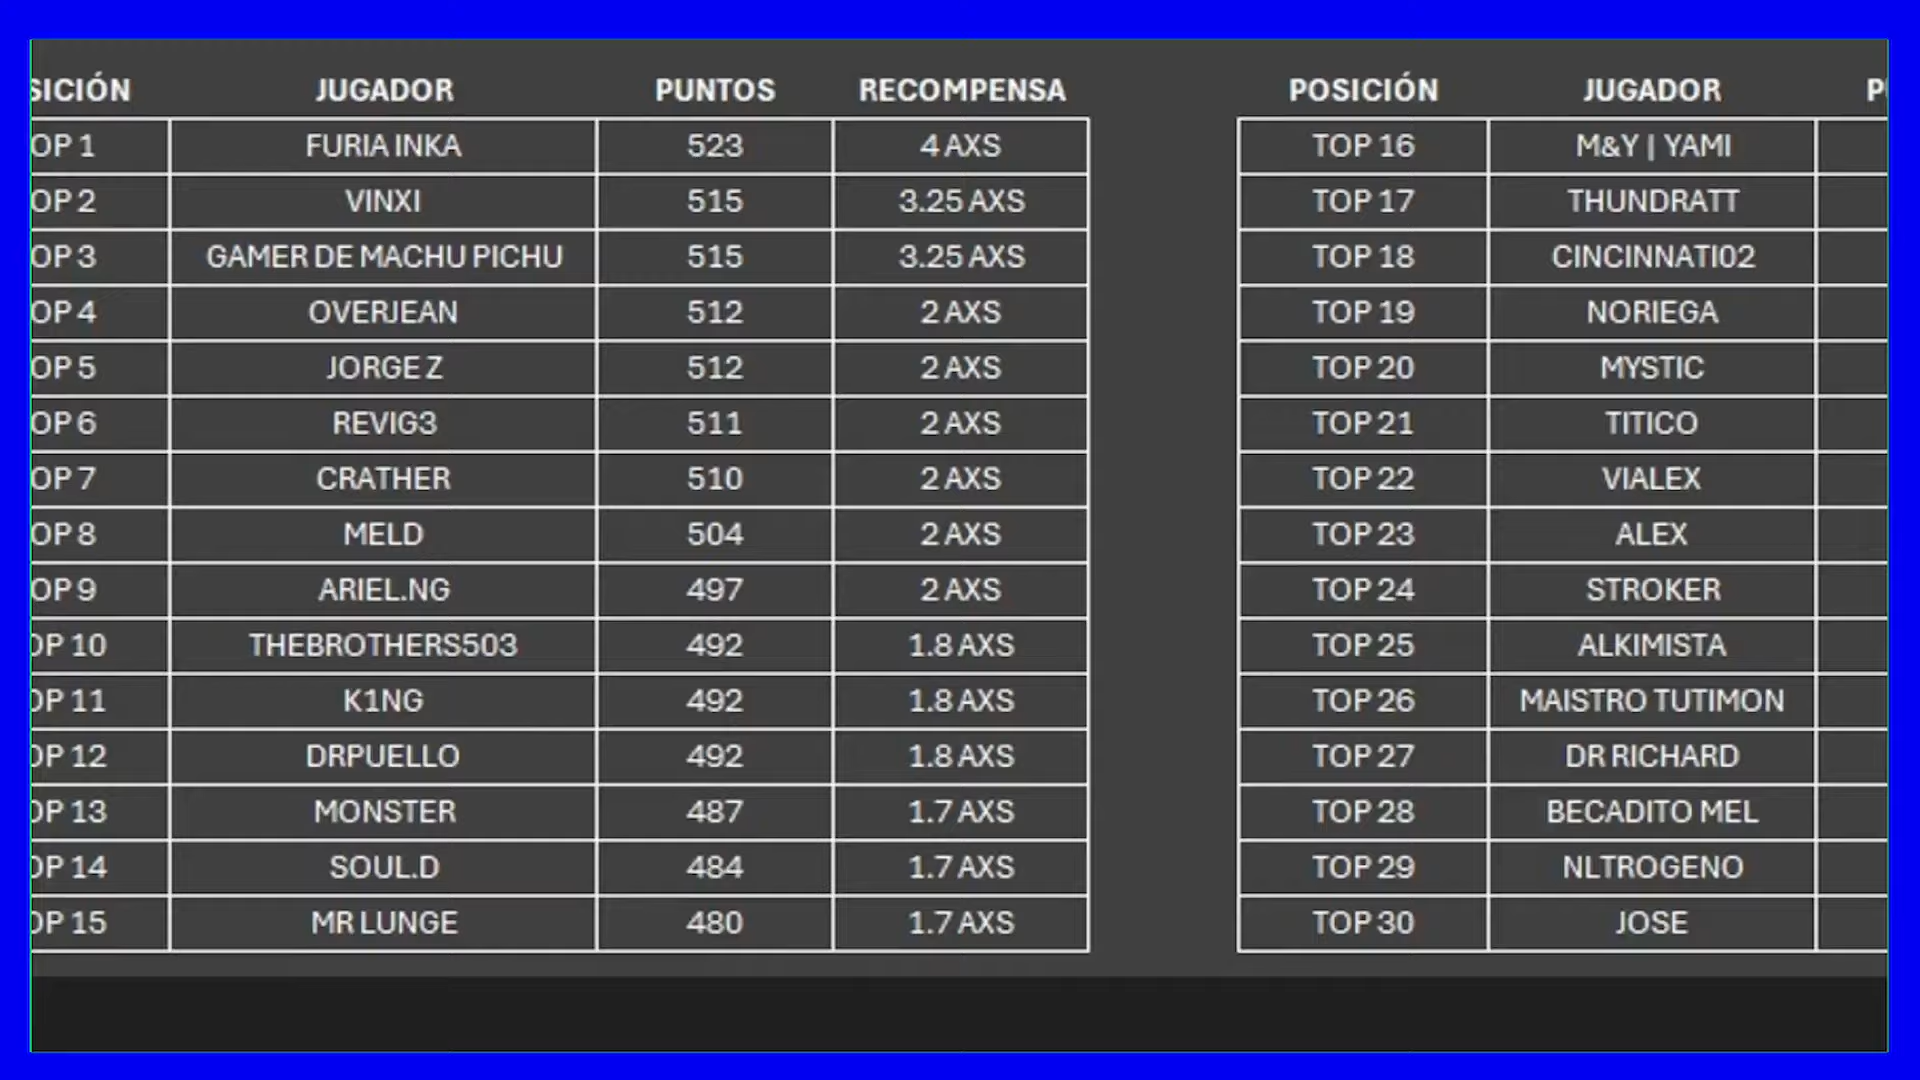 SICIÓN JUGADOR PUNTOS RECOMPENSA
OP 1 FURIA INKA 523 4 AXS
OP 2 VINXI 515 3.25 AXS
OP 3 GAMER DE MACHU PICHU 515 3.25 AXS
OP 4 OVERJEAN 512 2 AXS
OP 5 JORGE Z 512 2 AXS
OP 6 REVIG3 511 2 AXS
OP 7 CRATHER 510 2 AXS
OP 8 MELD 504 2 AXS
OP 9 ARIEL.NG 497 2 AXS
OP 10 THEBROTHERS503 492 1.8 AXS
OP 11 K1NG 492 1.8 AXS
OP 12 DRPUELLO 492 1.8 AXS
OP 13 MONSTER 487 1.7 AXS
OP 14 SOUL.D 484 1.7 AXS
OP 15 MR LUNGE 480 1.7 AXS
POSICIÓN JUGADOR P
TOP 16 M&Y | YAMI
TOP 17 THUNDRATT
TOP 18 CINCINNATI02
TOP 19 NORIEGA
TOP 20 MYSTIC
TOP 21 TITICO
TOP 22 VIALEX
TOP 23 ALEX
TOP 24 STROKER
TOP 25 ALKIMISTA
TOP 26 MAISTRO TUTIMON
TOP 27 DR RICHARD
TOP 28 BECADITO MEL
TOP 29 NLTROGENO
TOP 30 JOSE